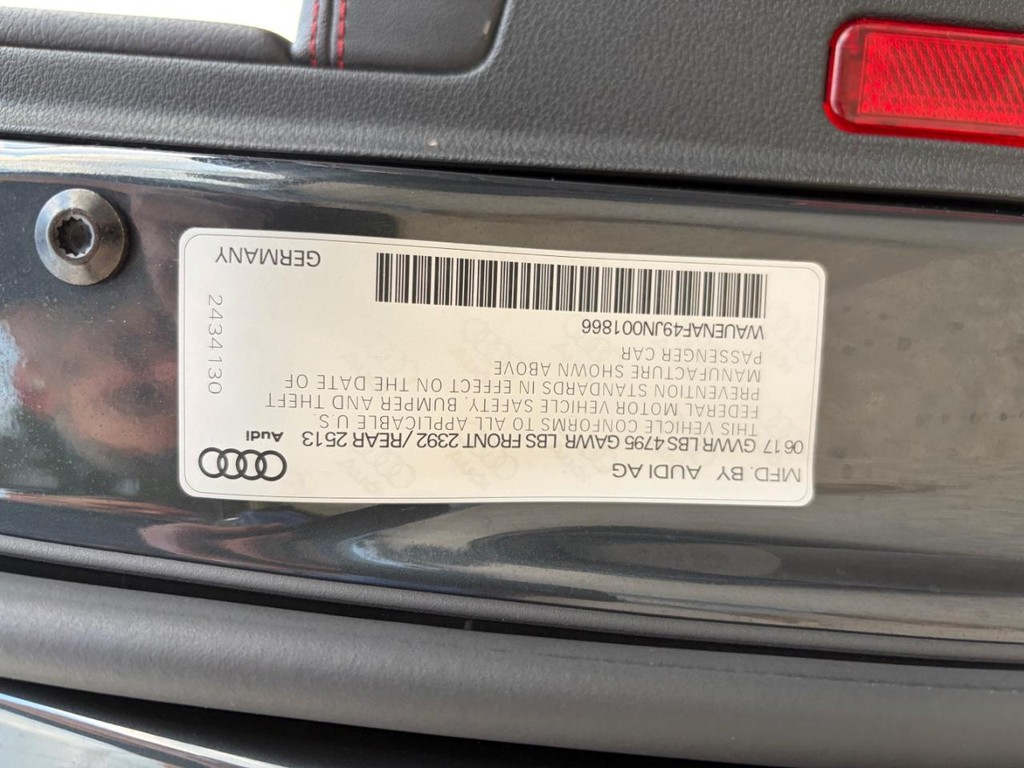 MFD. BY AUDI AG
06 17 GVWR LBS 4795 GAWR LBS FRONT 2392 / REAR 2513
THIS VEHICLE CONFORMS TO ALL APPLICABLE U.S.
FEDERAL MOTOR VEHICLE SAFETY, BUMPER AND THEFT
PREVENTION STANDARDS IN EFFECT ON THE DATE OF
MANUFACTURE SHOWN ABOVE
PASSENGER CAR
WAUENAF49JN001866
Audi
2434130
GERMANY